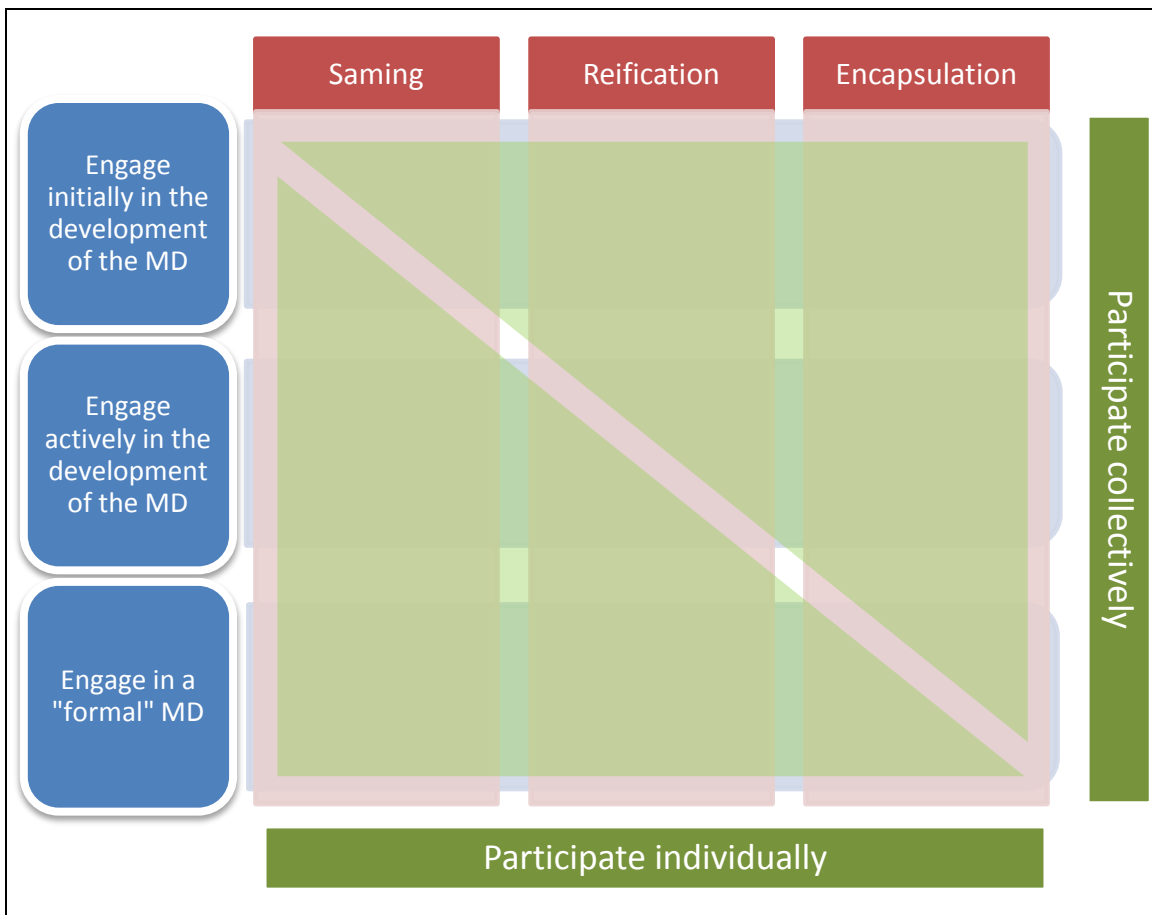 Saming
Reification
Encapsulation
Engage
initially in the
development
of the MD
Engage
actively in the
development
of the MD
Engage in a
"formal" MD
Participate collectively
Participate individually